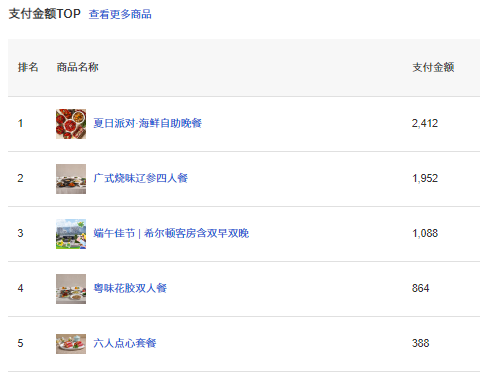 支付金额TOP 查看更多商品
排名 商品名称 支付金额
1 夏日派对·海鲜自助晚餐 2,412
2 广式烧味辽参四人餐 1,952
3 端午佳节 | 希尔顿客房含双早双晚 1,088
4 粤味花胶双人餐 864
5 六人点心套餐 388